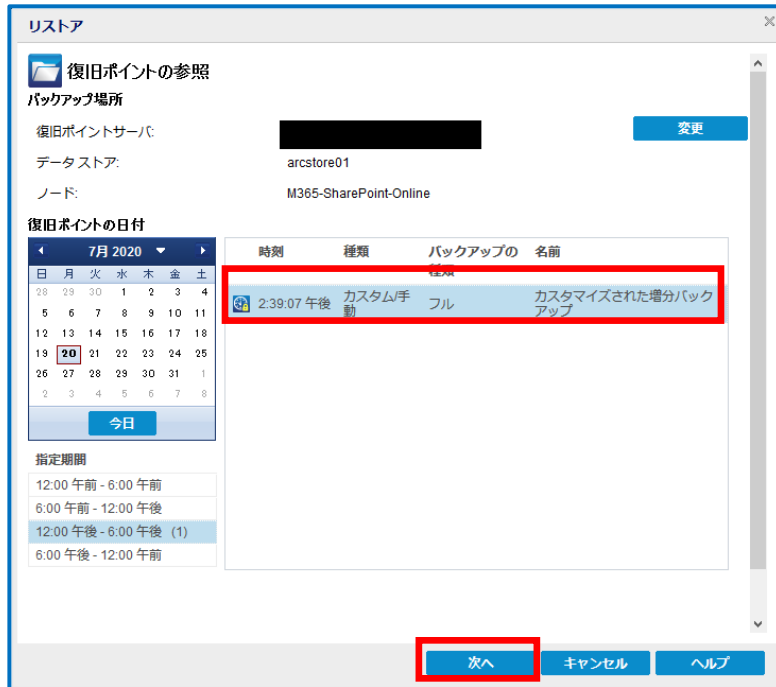 リストア
復旧ポイントの参照
バックアップ場所
復旧ポイントサーバ:
変更
データ ストア: arcstore01
ノード: M365-SharePoint-Online
復旧ポイントの日付
7月 2020
日 月 火 水 木 金 土
28 29 30 1 2 3 4
5 6 7 8 9 10 11
12 13 14 15 16 17 18
19 20 21 22 23 24 25
26 27 28 29 30 31 1
2 3 4 5 6 7 8
今日
指定期間
12:00 午前 - 6:00 午前
6:00 午前 - 12:00 午後
12:00 午後 - 6:00 午後 (1)
6:00 午後 - 12:00 午前
時刻 種類 バックアップの 名前
種類
2:39:07 午後 カスタム/手 フル カスタマイズされた増分バック
動 アップ
次へ キャンセル ヘルプ